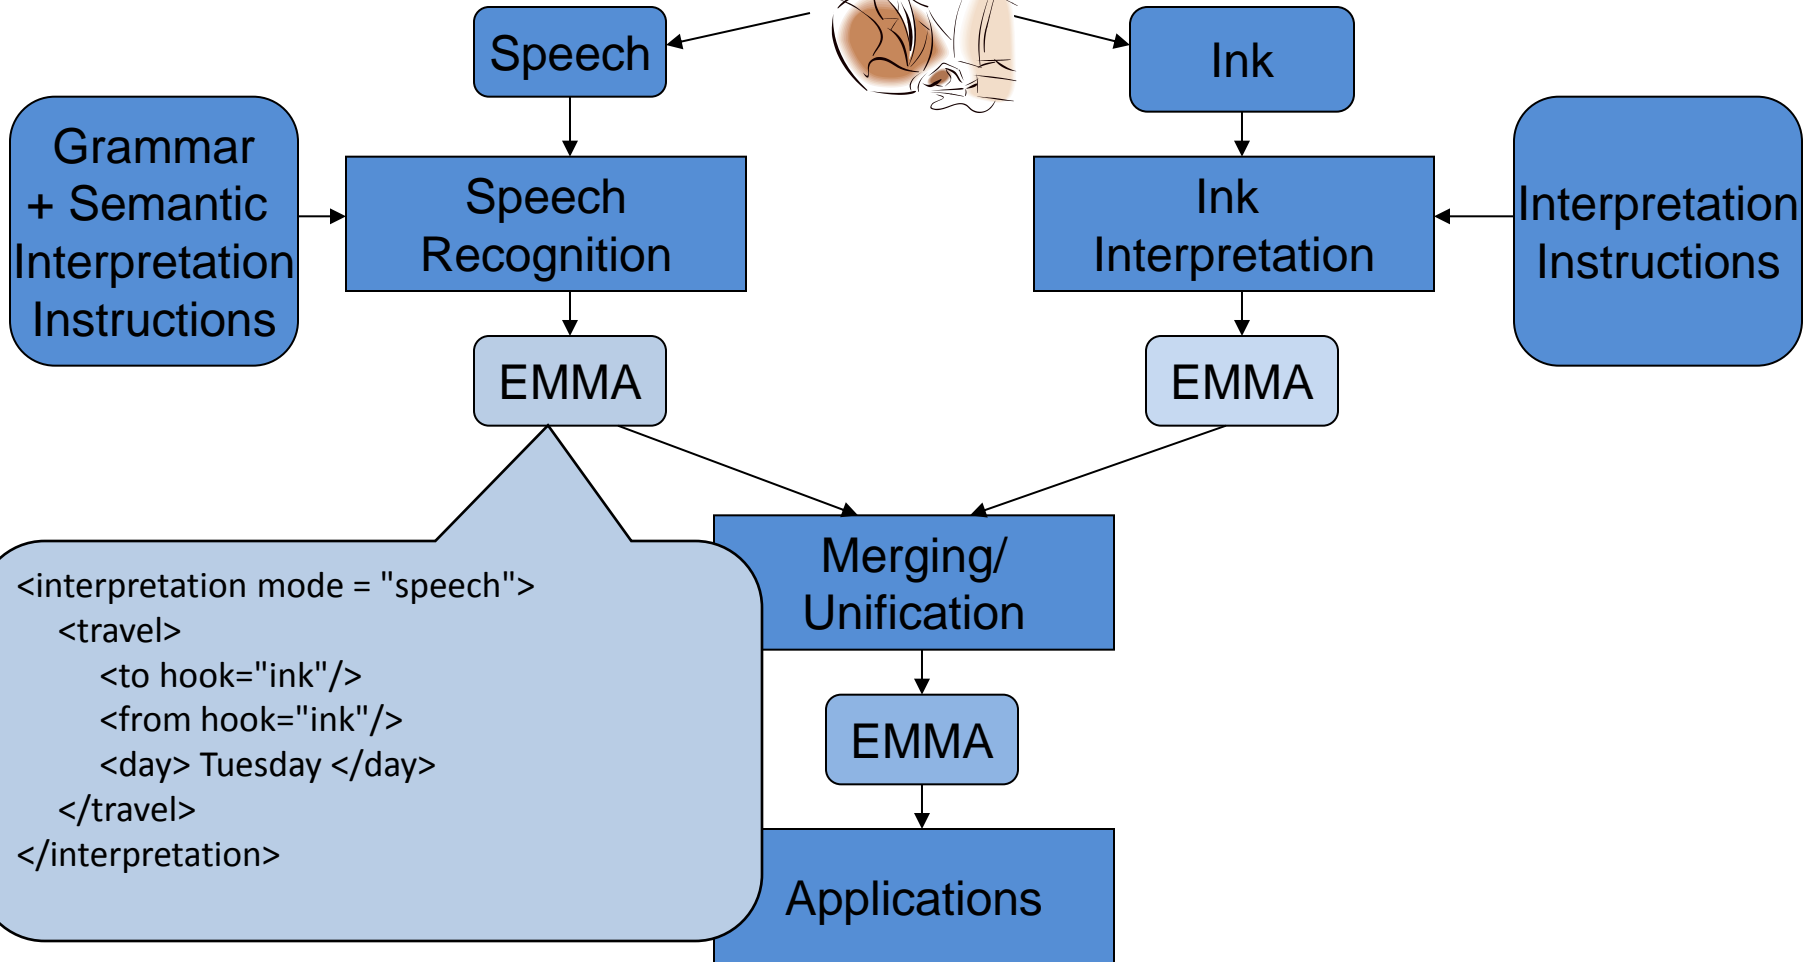 Speech
Ink
Grammar
+ Semantic
Interpretation
Instructions
Speech
Recognition
Ink
Interpretation
Interpretation
Instructions
EMMA
EMMA
<interpretation mode = "speech">
<travel>
<to hook="ink"/>
<from hook="ink"/>
<day> Tuesday </day>
</travel>
</interpretation>
Merging/
Unification
EMMA
Applications